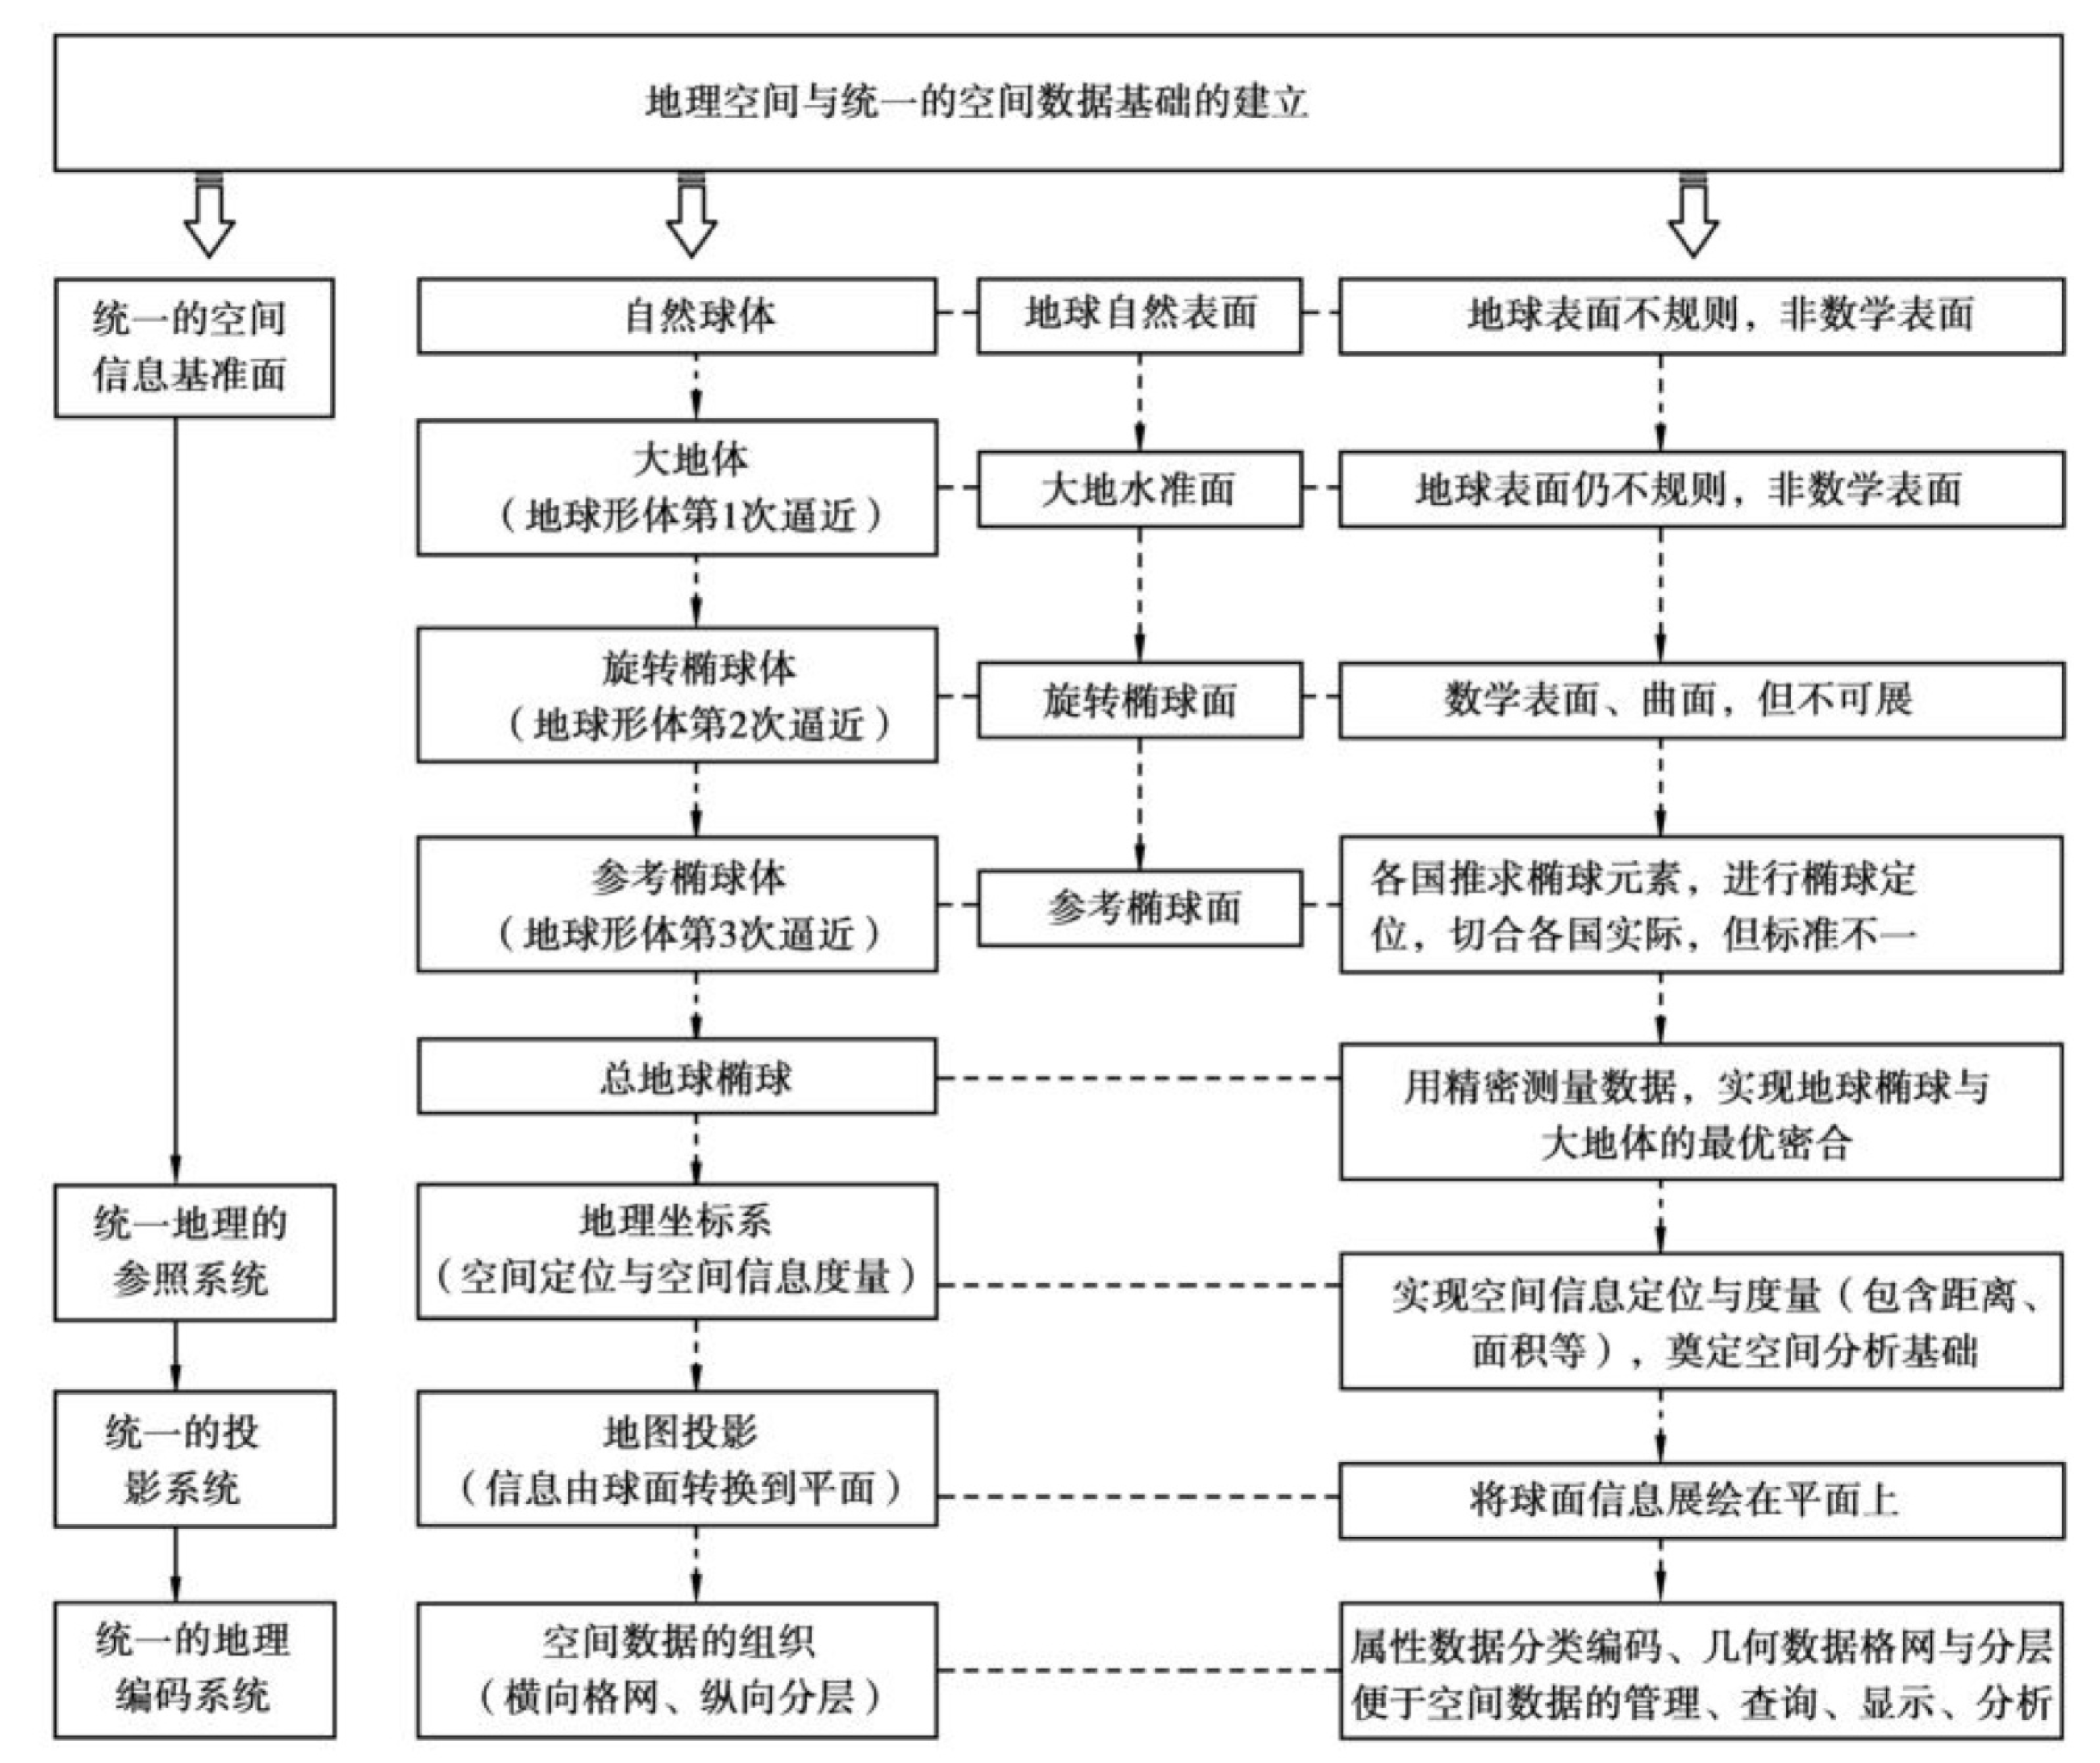 地理空间与统一的空间数据基础的建立
统一的空间
信息基准面
自然球体
地球自然表面
地球表面不规则，非数学表面
大地体
（地球形体第1次逼近）
大地水准面
地球表面仍不规则，非数学表面
旋转椭球体
（地球形体第2次逼近）
旋转椭球面
数学表面、曲面，但不可展
参考椭球体
（地球形体第3次逼近）
参考椭球面
各国推求椭球元素，进行椭球定
位，切合各国实际，但标准不一
总地球椭球
用精密测量数据，实现地球椭球与
大地体的最优密合
统一地理的
参照系统
地理坐标系
（空间定位与空间信息度量）
实现空间信息定位与度量（包含距离、
面积等），奠定空间分析基础
统一的投
影系统
地图投影
（信息由球面转换到平面）
将球面信息展绘在平面上
统一的地理
编码系统
空间数据的组织
（横向格网、纵向分层）
属性数据分类编码、几何数据格网与分层
便于空间数据的管理、查询、显示、分析